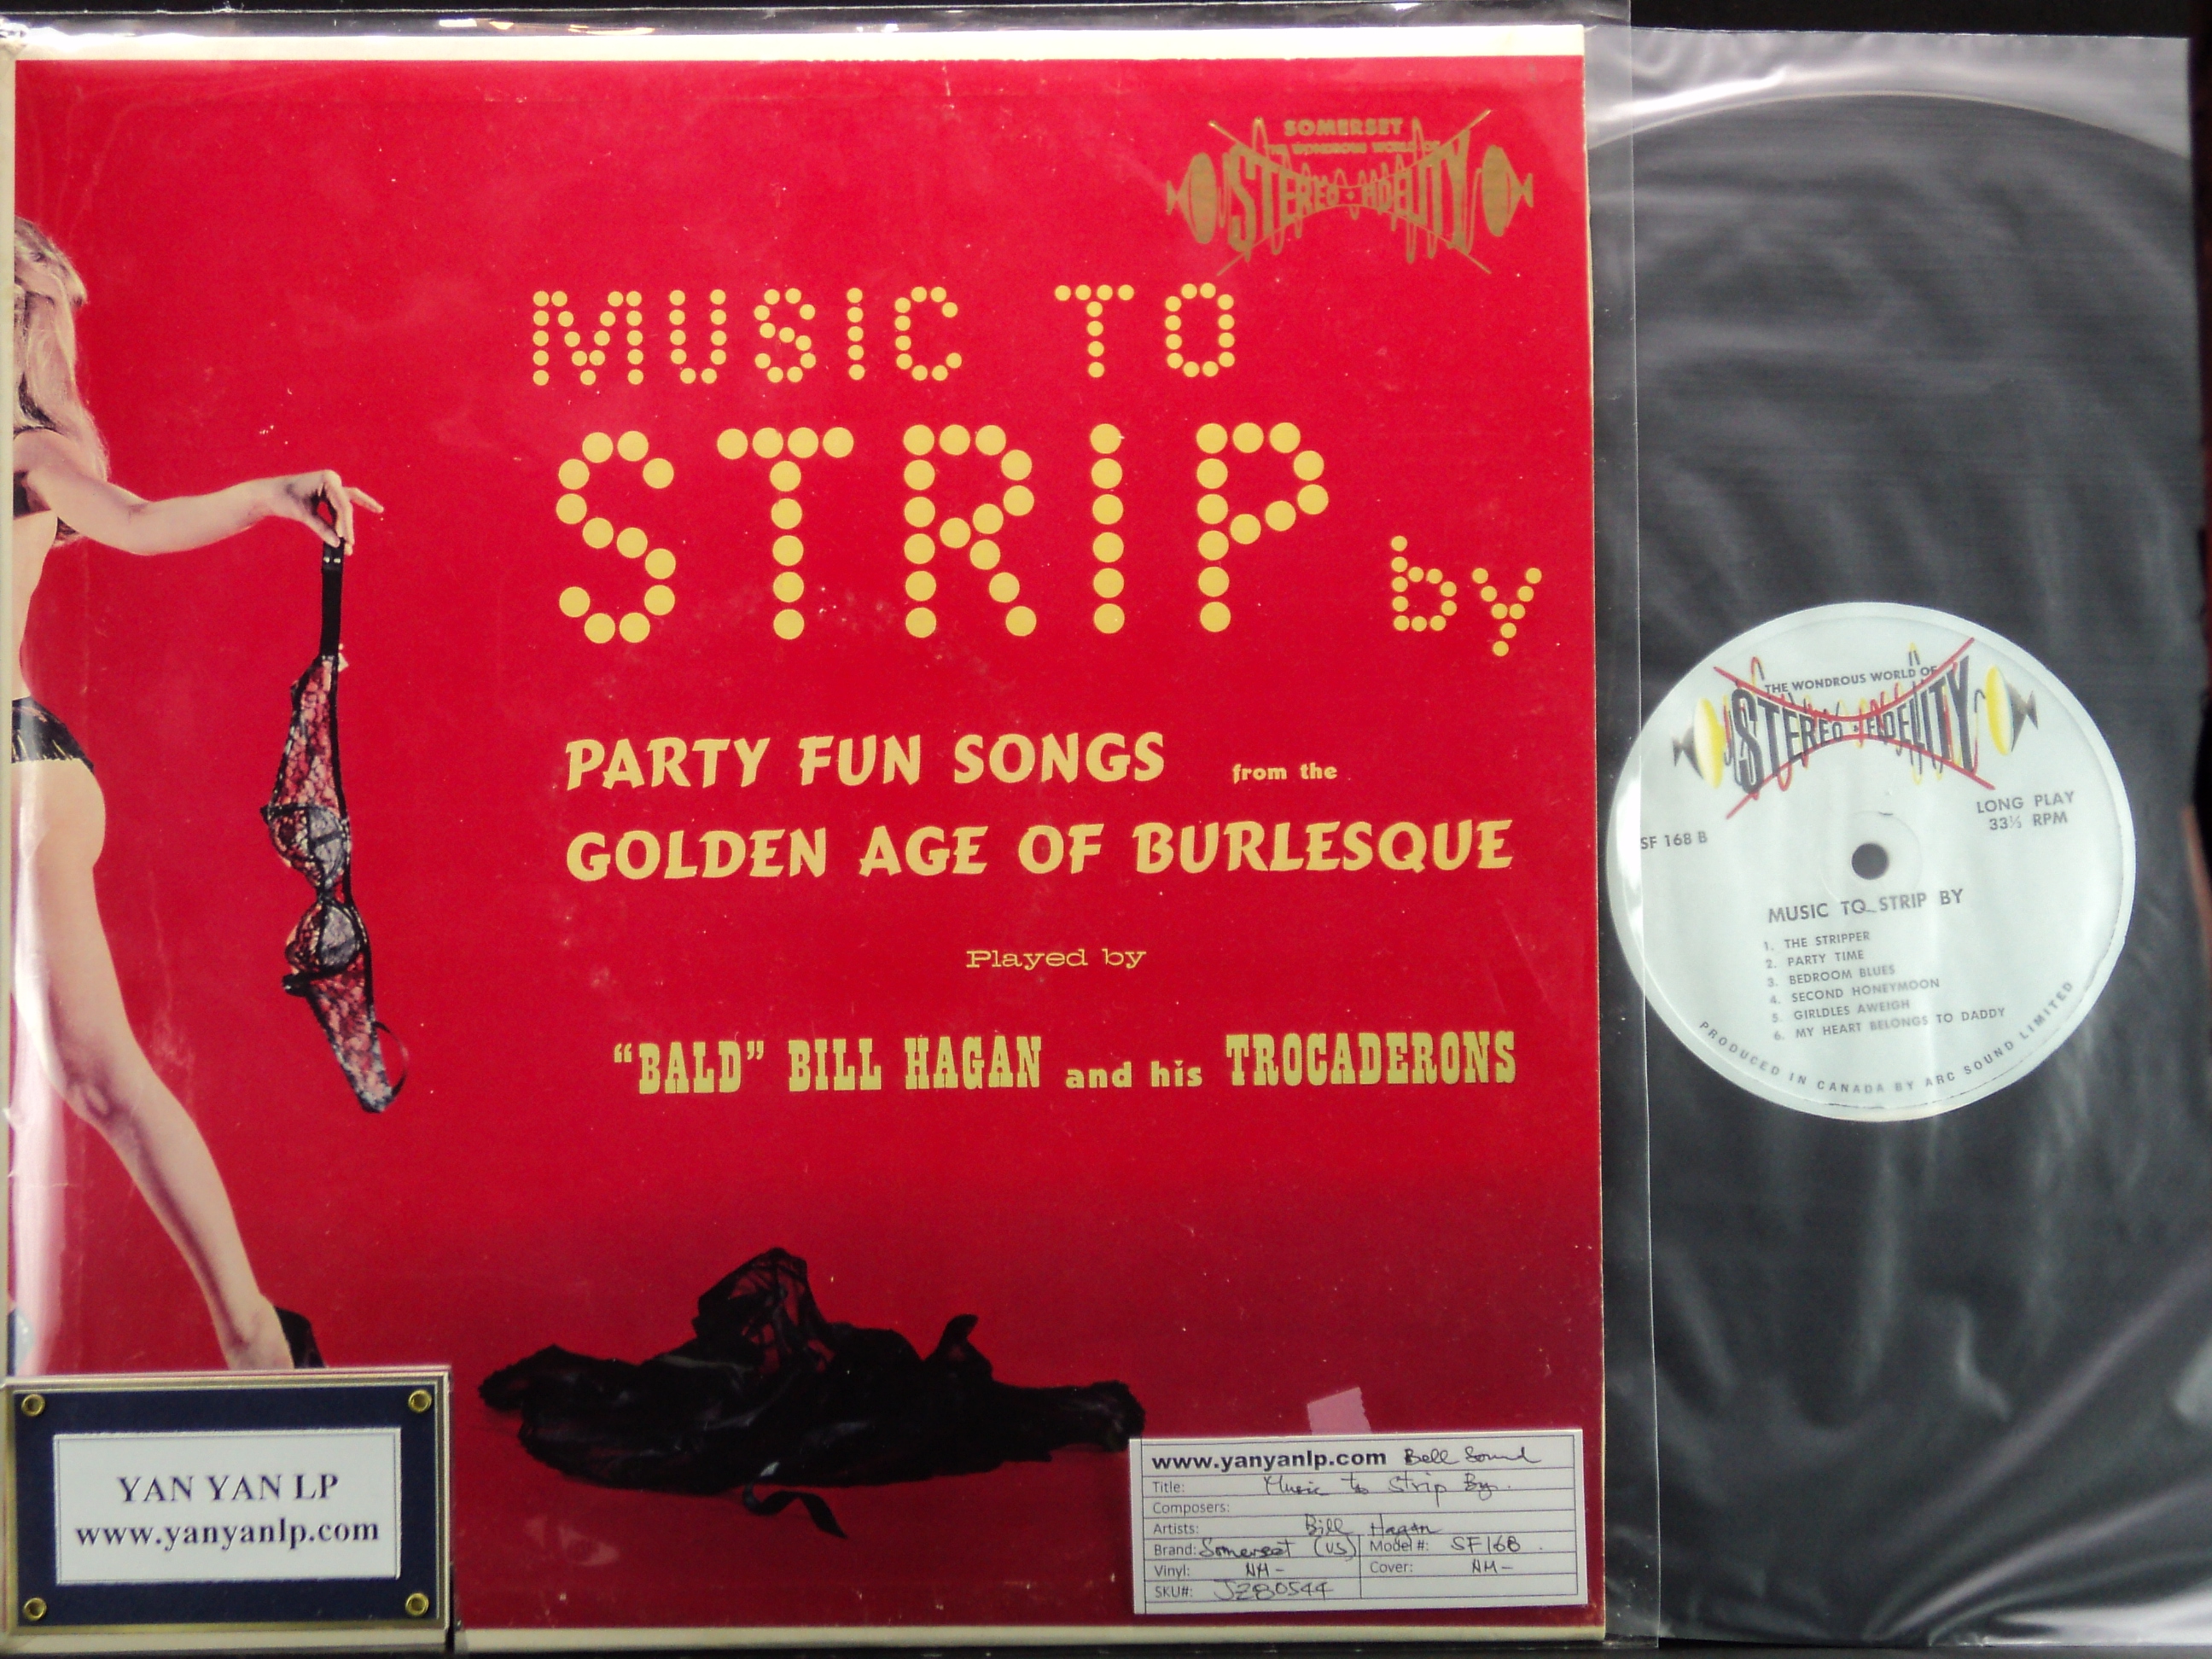 SOMERSET
THE WONDROUS WORLD OF
STEREO • FIDELITY
MUSIC TO
STRIP by
PARTY FUN SONGS from the
GOLDEN AGE OF BURLESQUE
Played by
"BALD" BILL HAGAN and his TROCADERONS
YAN YAN LP
www.yanyanlp.com
www.yanyanlp.com Bell Sound
Title: Music to Strip By.
Composers:
Artists: Bill Hagan
Brand: Somerset (US) Model #: SF168
Vinyl: NM- Cover: NM-
SKU#: JZ80544
THE WONDROUS WORLD OF
STEREO • FIDELITY
LONG PLAY
33⅓ RPM
SF 168 B
MUSIC TO STRIP BY
1. THE STRIPPER
2. PARTY TIME
3. BEDROOM BLUES
4. SECOND HONEYMOON
5. GIRLDLES AWEIGH
6. MY HEART BELONGS TO DADDY
PRODUCED IN CANADA BY ARC SOUND LIMITED